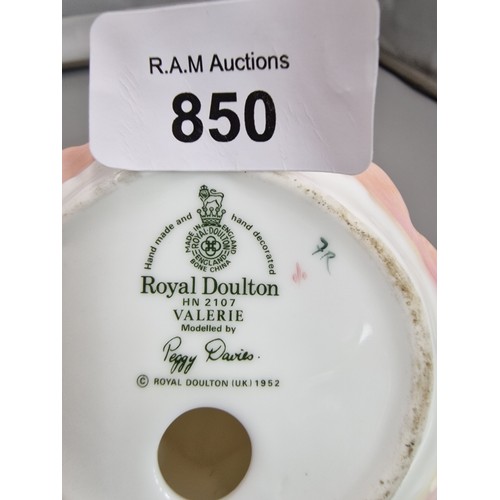 R.A.M Auctions
850
Hand made and hand decorated
MADE IN ENGLAND
ROYAL DOULTON
ENGLAND
BONE CHINA
Royal Doulton
HN 2107
VALERIE
Modelled by
Peggy Davies.
© ROYAL DOULTON (UK) 1952